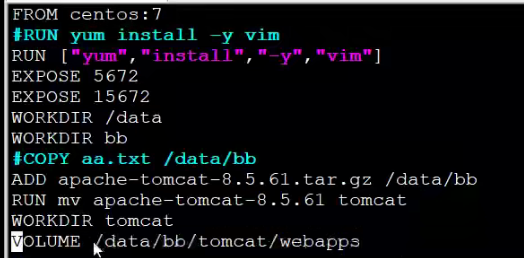 FROM centos:7
#RUN yum install -y vim
RUN ["yum","install","-y","vim"]
EXPOSE 5672
EXPOSE 15672
WORKDIR /data
WORKDIR bb
#COPY aa.txt /data/bb
ADD apache-tomcat-8.5.61.tar.gz /data/bb
RUN mv apache-tomcat-8.5.61 tomcat
WORKDIR tomcat
VOLUME /data/bb/tomcat/webapps